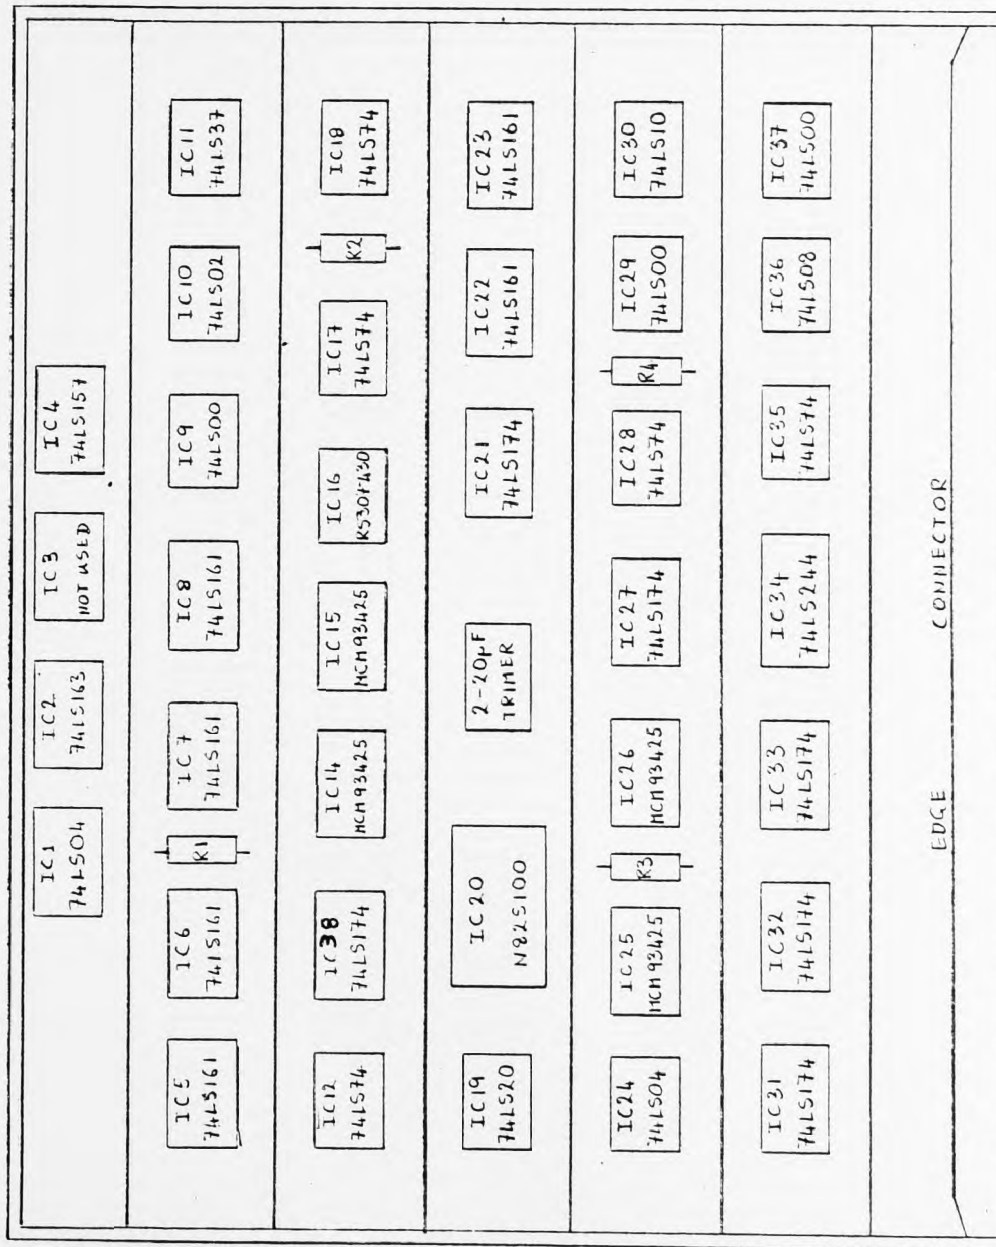 IC1
74LS04
IC2
74LS163
IC3
NOT USED
IC4
74LS157
IC5
74LS161
IC6
74LS161
R1
IC7
74LS161
IC8
74LS161
IC9
74LS00
IC10
74LS02
IC11
74LS37
IC12
74LS74
IC38
74LS174
IC14
MCM93425
IC15
MCM93425
IC16
IC17
74LS74
R2
IC18
74LS74
IC19
74LS20
IC20
N82S100
2-20pF
TRIMER
IC21
74LS174
IC22
74LS161
IC23
74LS161
IC24
74LS04
IC25
MCM93425
R3
IC26
MCM93425
IC27
74LS174
IC28
74LS74
R4
IC29
74LS00
IC30
74LS10
IC31
74LS174
IC32
74LS174
IC33
74LS174
IC34
74LS244
IC35
74LS74
IC36
74LS08
IC37
74LS00
EDGE CONNECTOR